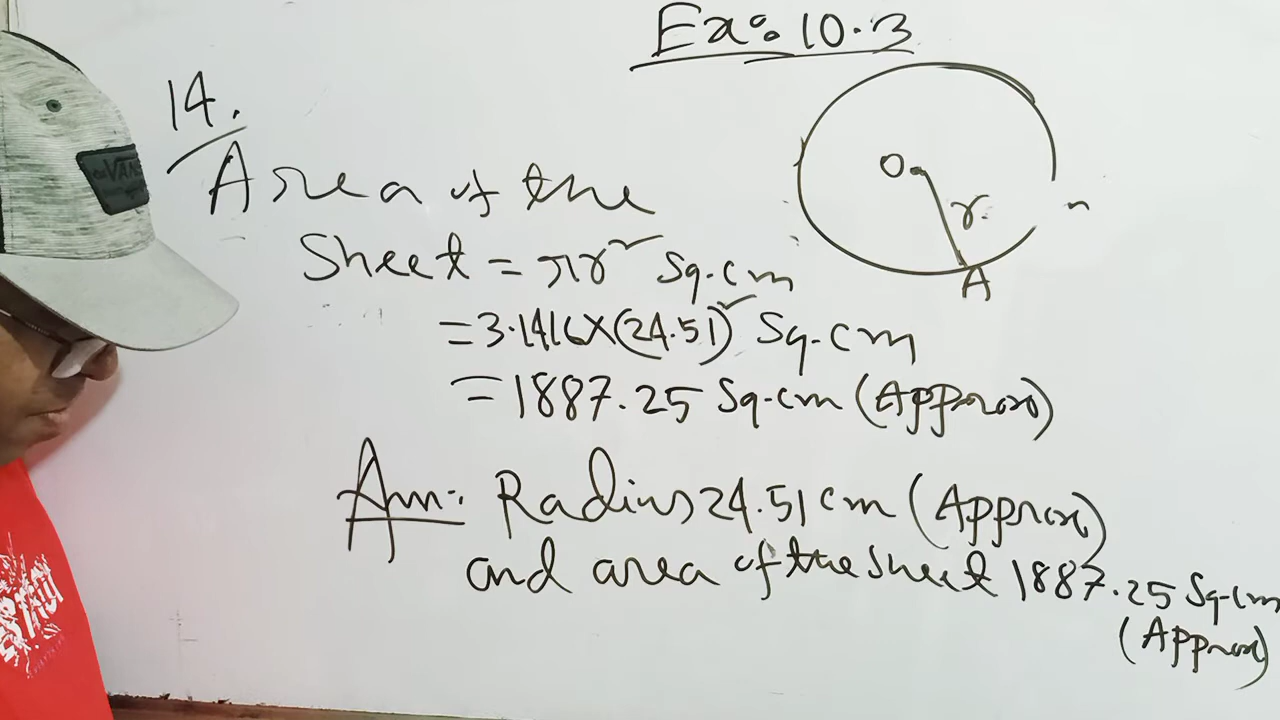 Ex: 10.3
14.
Area of the
Sheet = πr² Sq.cm
= 3.1416×(24.51)² Sq.cm
= 1887.25 Sq.cm (Approx)
Ans: Radius 24.51 cm (Approx)
and area of the sheet 1887.25 Sq.cm
(Approx)
O
r.
A
VANS